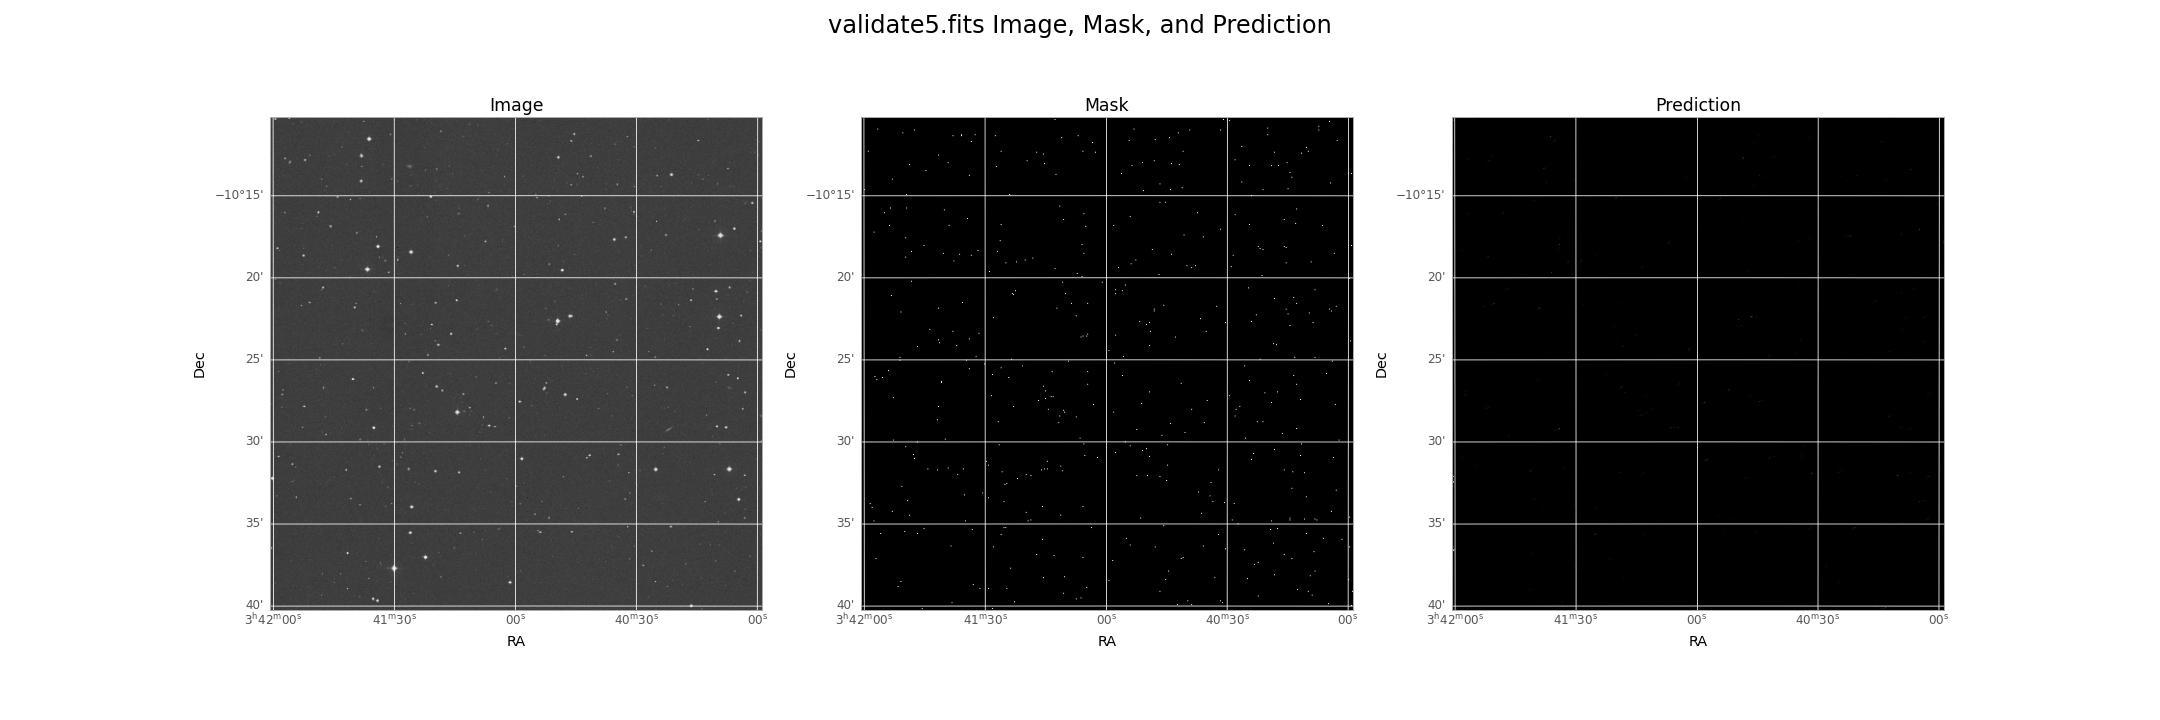 validate5.fits Image, Mask, and Prediction
Image
Mask
Prediction
−10°15'
20'
25'
30'
35'
40'
Dec
3ʰ42ᵐ00ˢ
41ᵐ30ˢ
00ˢ
40ᵐ30ˢ
00ˢ
RA
−10°15'
20'
25'
30'
35'
40'
Dec
3ʰ42ᵐ00ˢ
41ᵐ30ˢ
00ˢ
40ᵐ30ˢ
00ˢ
RA
−10°15'
20'
25'
30'
35'
40'
Dec
3ʰ42ᵐ00ˢ
41ᵐ30ˢ
00ˢ
40ᵐ30ˢ
00ˢ
RA